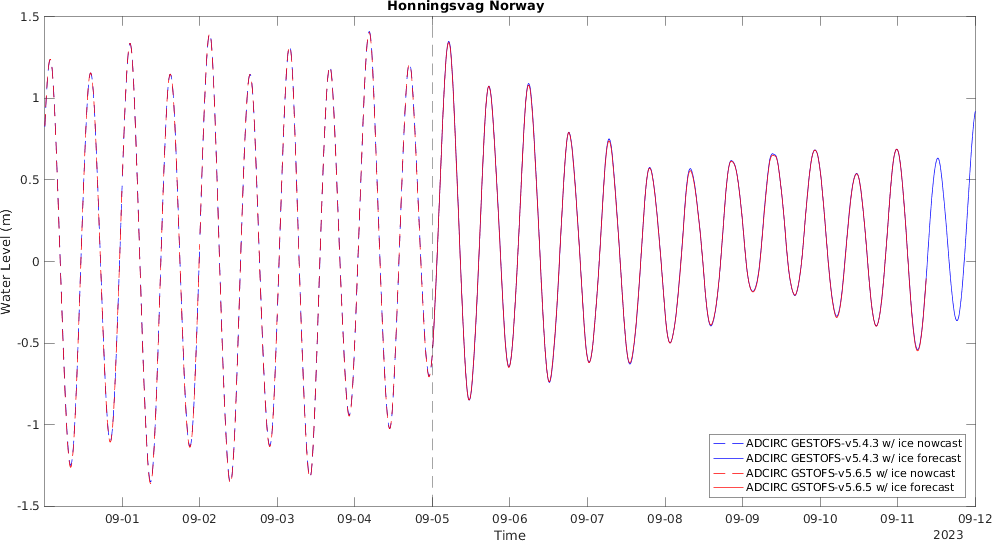 Honningsvag Norway
1.5
1
0.5
0
-0.5
-1
-1.5
Water Level (m)
09-01 09-02 09-03 09-04 09-05 09-06 09-07 09-08 09-09 09-10 09-11 09-12
Time
2023
ADCIRC GESTOFS-v5.4.3 w/ ice nowcast
ADCIRC GESTOFS-v5.4.3 w/ ice forecast
ADCIRC GSTOFS-v5.6.5 w/ ice nowcast
ADCIRC GSTOFS-v5.6.5 w/ ice forecast